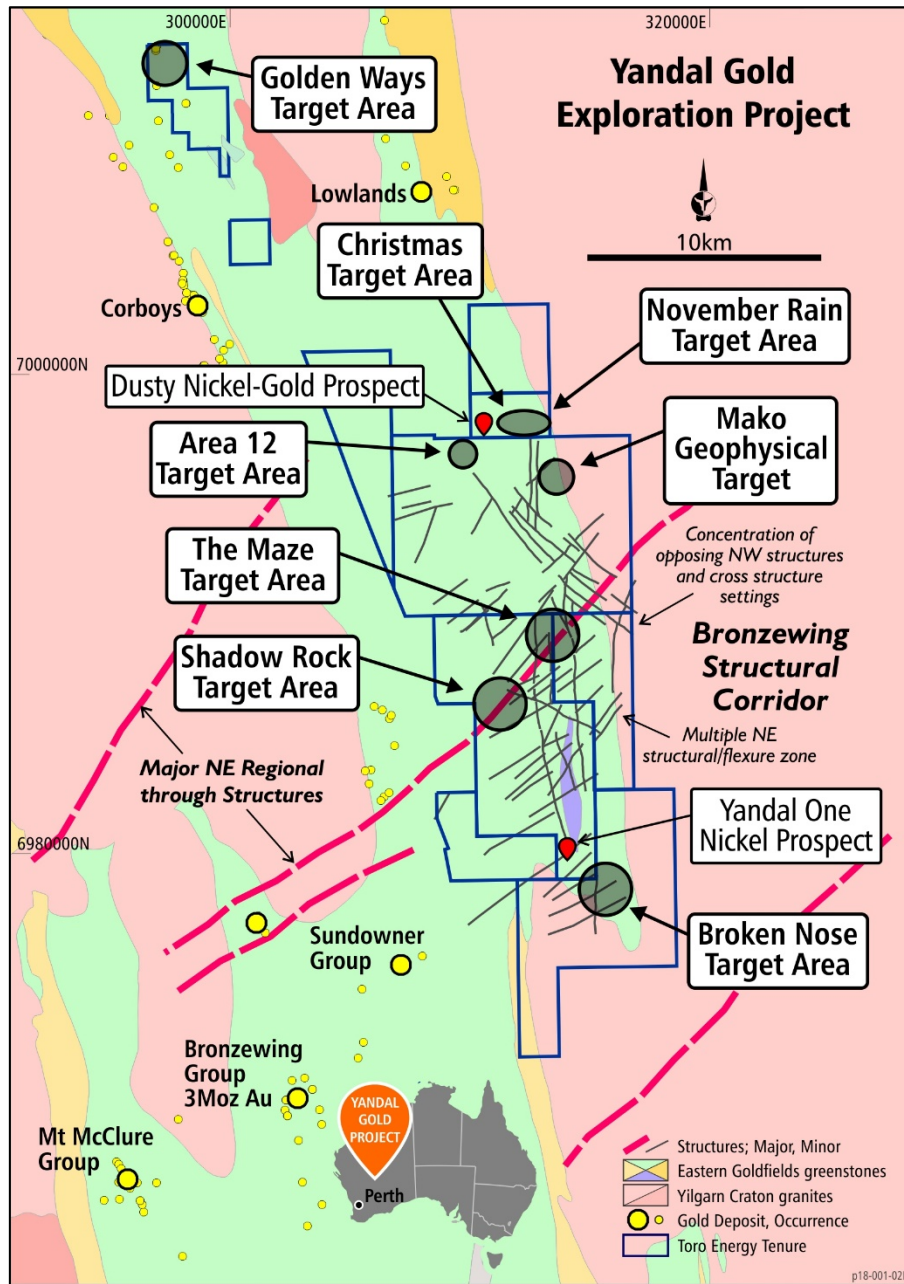 300000E
320000E
Yandal Gold
Exploration Project
Golden Ways
Target Area
Lowlands
10km
Christmas
Target Area
Corboys
November Rain
Target Area
7000000N
Dusty Nickel-Gold Prospect
Mako
Geophysical
Target
Area 12
Target Area
Concentration of
opposing NW structures
and cross structure
settings
The Maze
Target Area
Bronzewing
Structural
Corridor
Shadow Rock
Target Area
Multiple NE
structural/flexure zone
Major NE Regional
through Structures
Yandal One
Nickel Prospect
6980000N
Broken Nose
Target Area
Sundowner
Group
Bronzewing
Group
3Moz Au
YANDAL
GOLD
PROJECT
Mt McClure
Group
Perth
Structures; Major, Minor
Eastern Goldfields greenstones
Yilgarn Craton granites
Gold Deposit, Occurrence
Toro Energy Tenure